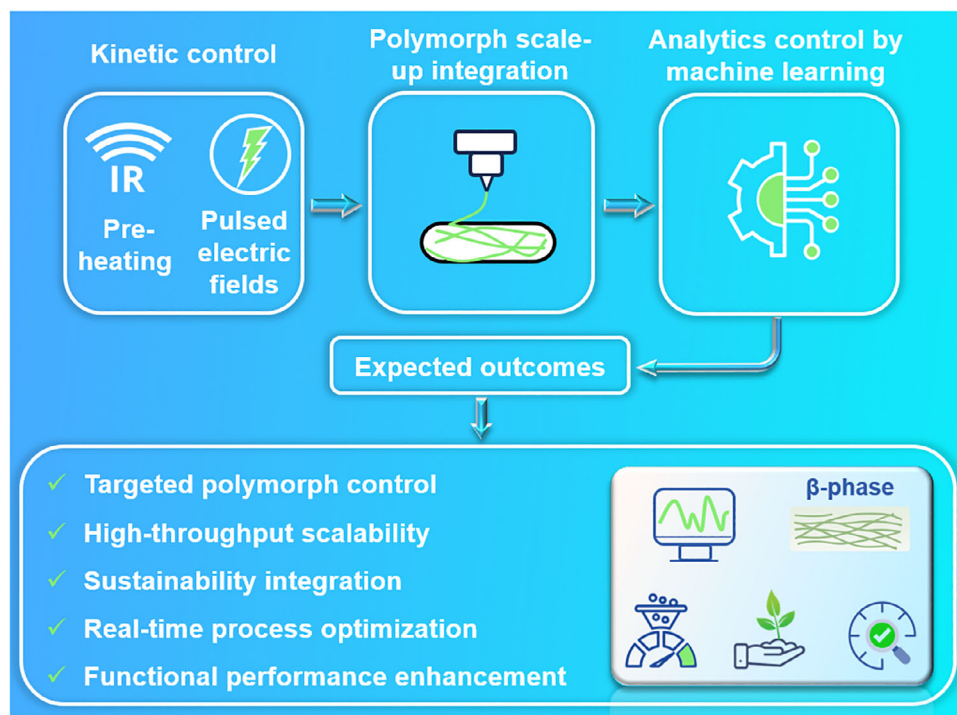 Kinetic control
IR
Pre-
heating
Pulsed
electric
fields
Polymorph scale-
up integration
Analytics control by
machine learning
Expected outcomes
Targeted polymorph control
High-throughput scalability
Sustainability integration
Real-time process optimization
Functional performance enhancement
β-phase